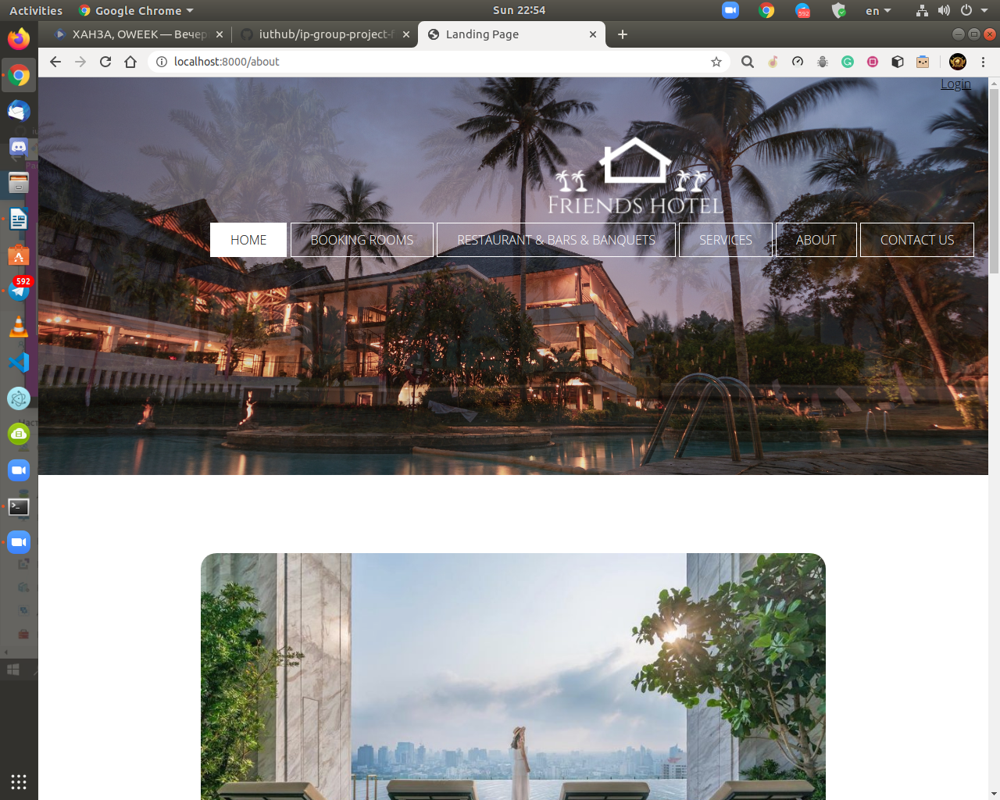 Activities Google Chrome Sun 22:54 592 en
ХАНЗА, OWEEK — Вечер
iuthub/ip-group-project-f
Landing Page
localhost:8000/about
Login
FRIENDS HOTEL
HOME BOOKING ROOMS RESTAURANT & BARS & BANQUETS SERVICES ABOUT CONTACT US
592